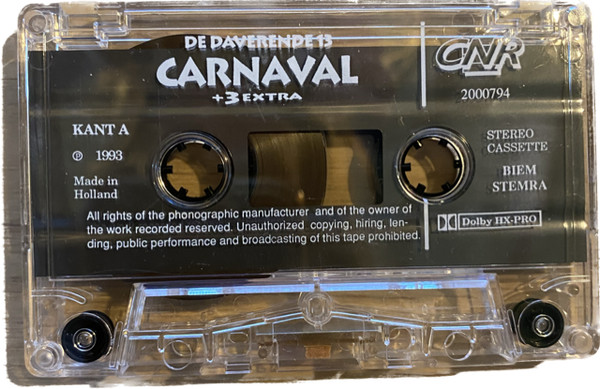 DE DAVERENDE 13
CARNAVAL
+3 EXTRA
CNR
2000794
KANT A
℗ 1993
Made in
Holland
STEREO
CASSETTE
BIEM
STEMRA
Dolby HX-PRO
All rights of the phonographic manufacturer and of the owner of
the work recorded reserved. Unauthorized copying, hiring, len-
ding, public performance and broadcasting of this tape prohibited.